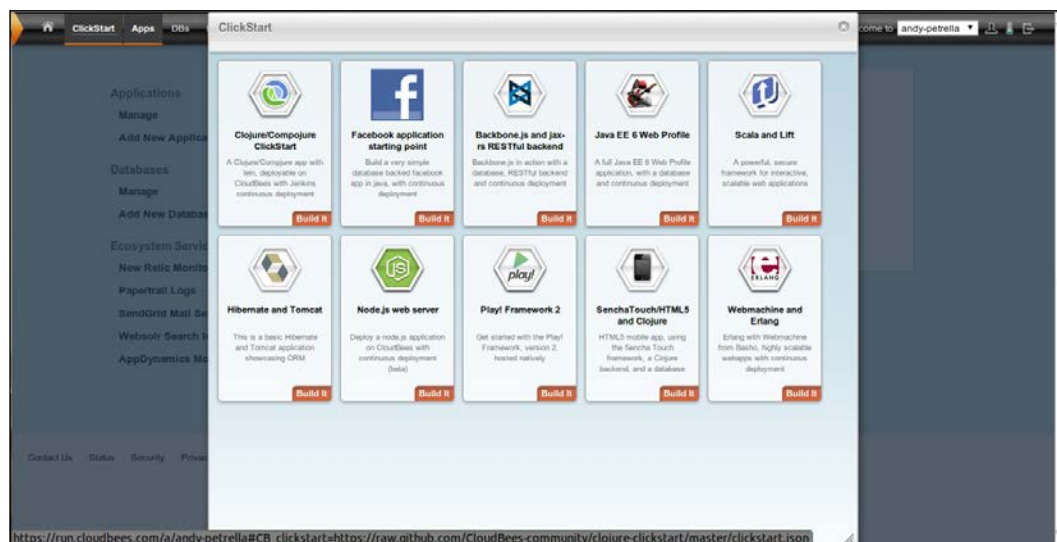 ClickStart
Apps
DBs
ClickStart
come to
andy-petrella
Applications
Manage
Add New Applica
Databases
Manage
Add New Databas
Ecosystem Servic
New Relic Monito
Papertrail Logs
SendGrid Mail Se
Websolr Search I
AppDynamics Mo
Clojure/Compojure
ClickStart
A Clojure/Compjure app with
lein, deployable on
CloudBees with Jenkins
continuous deployment
Build It
Facebook application
starting point
Build a very simple
database backed facebook
app in java, with continuous
deployment
Build It
Backbone.js and jax-
rs RESTful backend
Backbone.js in action with a
database, RESTful backend
and continuous deployment
Build It
Java EE 6 Web Profile
A full Java EE 6 Web Profile
application, with a database
and continuous deployment
Build It
Scala and Lift
A powerful, secure
framework for interactive,
scalable web applications
Build It
Hibernate and Tomcat
This is a basic Hibernate
and Tomcat application
showcasing ORM
Build It
JS
Node.js web server
Deploy a node.js application
on CloudBees with
continuous deployment
(beta)
Build It
play!
Play! Framework 2
Get started with the Play!
Framework, version 2,
hosted natively
Build It
SenchaTouch/HTML5
and Clojure
HTML5 mobile app, using
the Sencha Touch
framework, a Clojure
backend, and a database
Build It
ERLANG
Webmachine and
Erlang
Erlang with Webmachine
from Basho, highly scalable
webapps with continuous
deployment
Build It
Contact Us
Status
Security
Privac
https://run.cloudbees.com/a/andy-petrella#CB_clickstart=https://raw.github.com/CloudBees-community/clojure-clickstart/master/clickstart.json